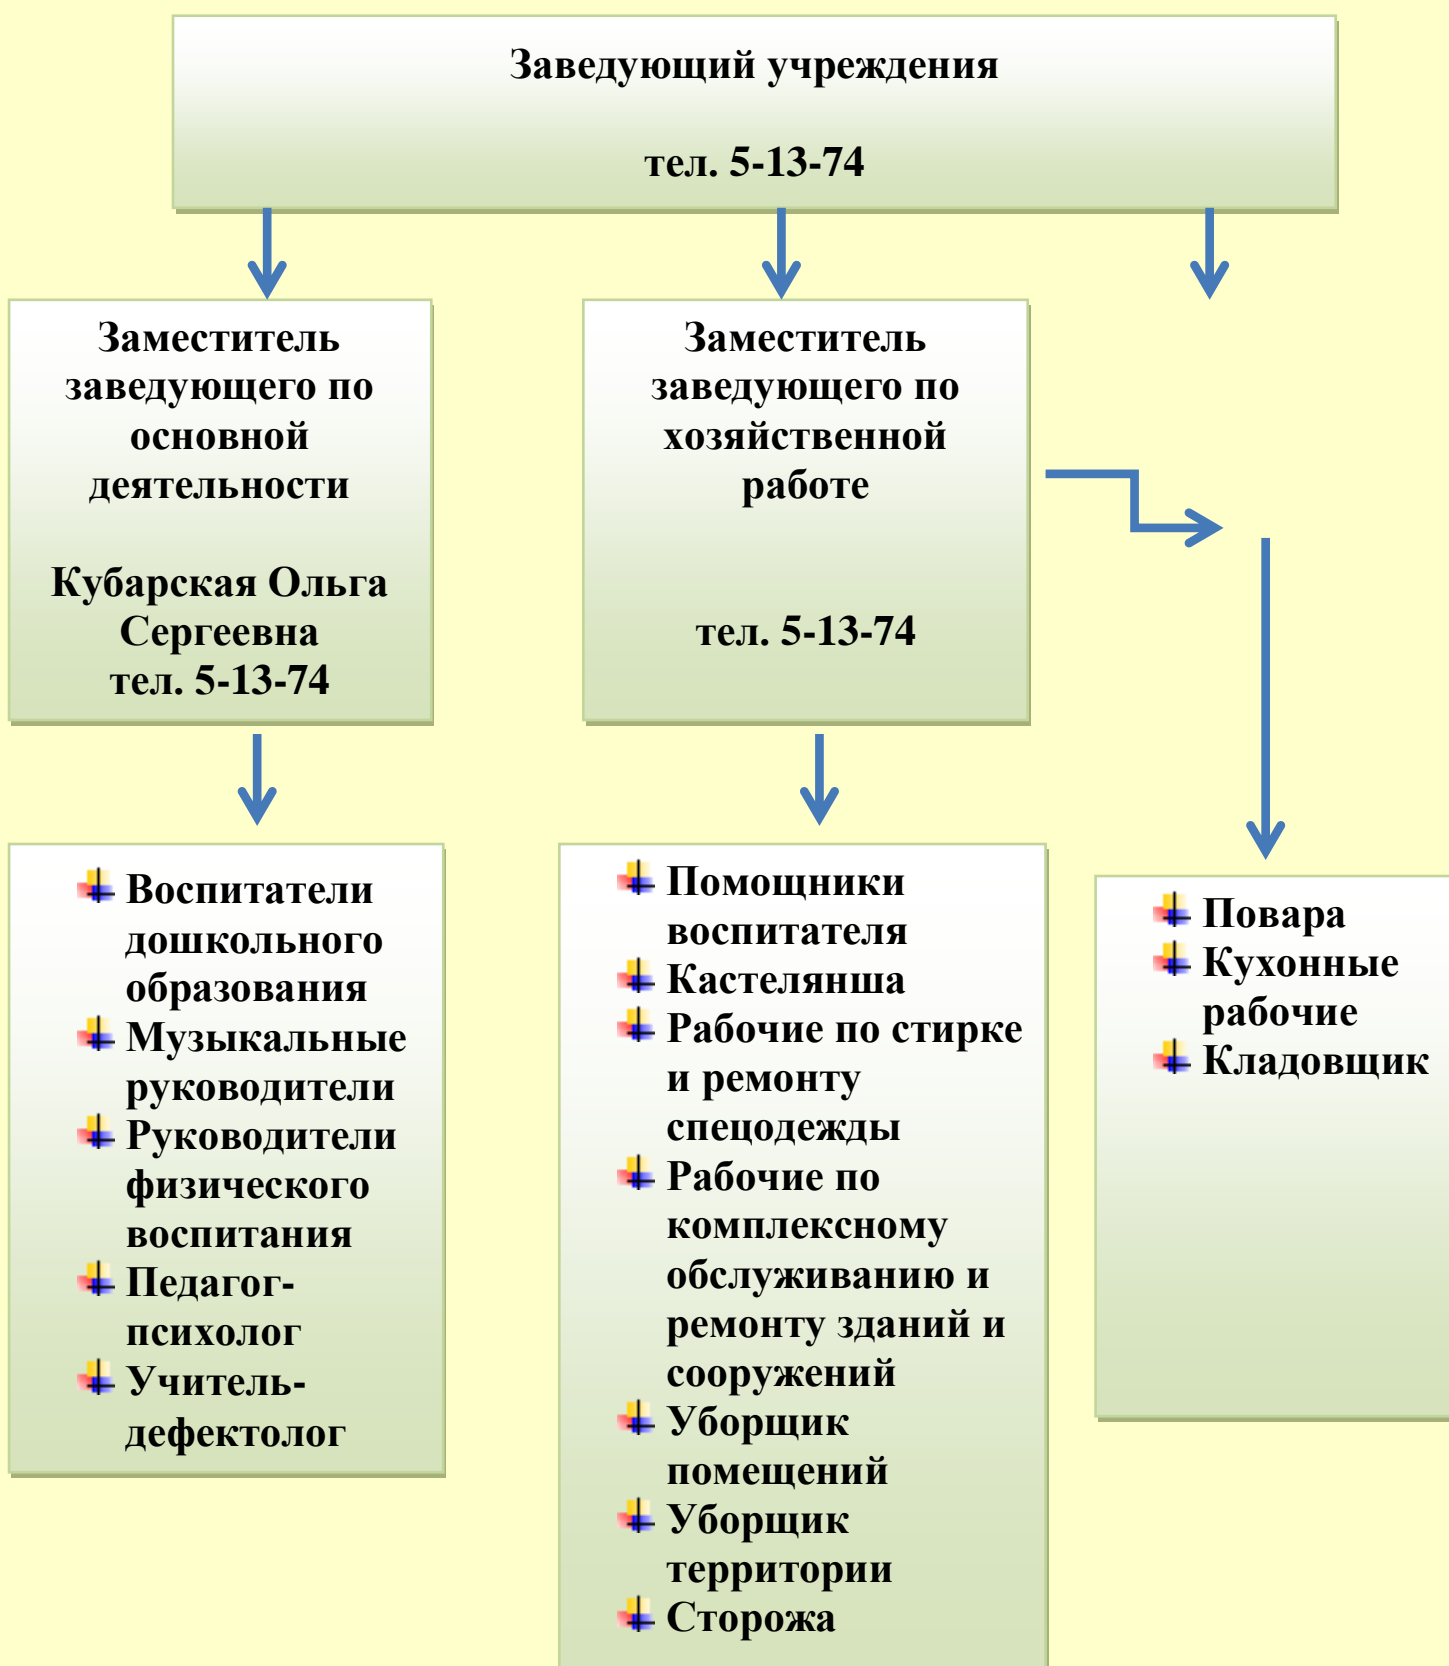 Заведующий учреждения
тел. 5-13-74
Заместитель
заведующего по
основной
деятельности
Кубарская Ольга
Сергеевна
тел. 5-13-74
Заместитель
заведующего по
хозяйственной
работе
тел. 5-13-74
Воспитатели
дошкольного
образования
Музыкальные
руководители
Руководители
физического
воспитания
Педагог-
психолог
Учитель-
дефектолог
Помощники
воспитателя
Кастелянша
Рабочие по стирке
и ремонту
спецодежды
Рабочие по
комплексному
обслуживанию и
ремонту зданий и
сооружений
Уборщик
помещений
Уборщик
территории
Сторожа
Повара
Кухонные
рабочие
Кладовщик